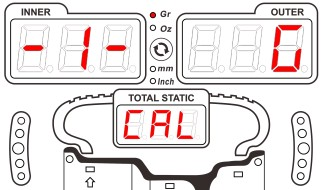 INNER
OUTER
Gr
Oz
mm
Inch
-1-
G
TOTAL STATIC
CAL